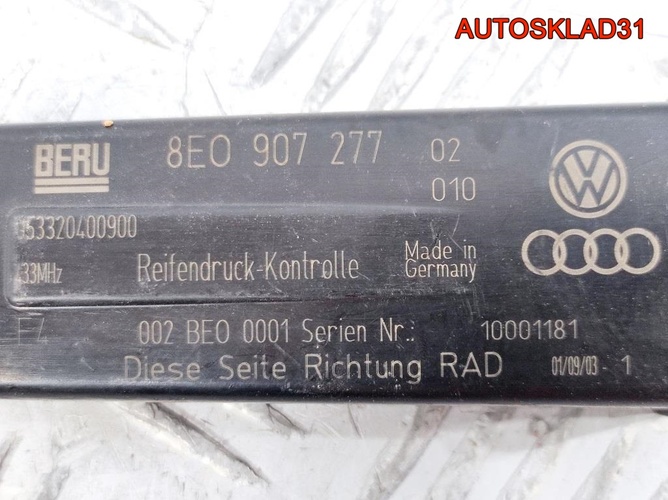 AUTOSKLAD31
BERU 8E0 907 277 02
010
53320400900
33MHz Reifendruck-Kontrolle Made in
Germany
002 BE0 0001 Serien Nr.: 10001181
Diese Seite Richtung RAD 01/09/03 - 1